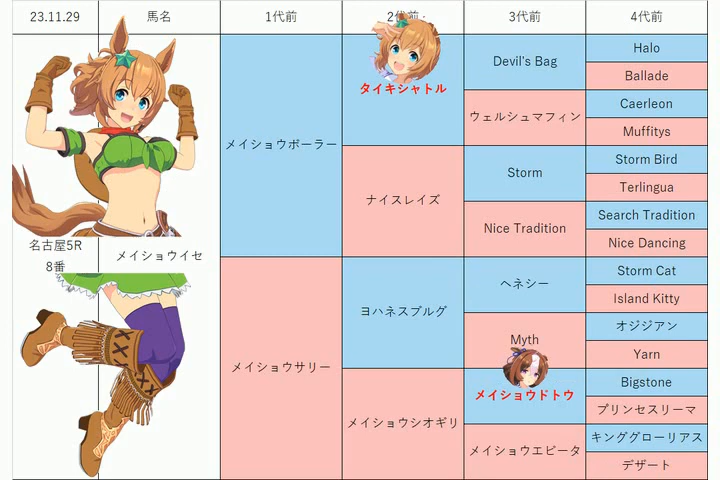 23.11.29 馬名 1代前 2代前 3代前 4代前
名古屋5R
8番
メイショウイセ
メイショウボーラー
メイショウサリー
タイキシャトル
ナイスレイズ
ヨハネスブルグ
メイショウシオギリ
Devil's Bag
ウェルシュマフィン
Storm
Nice Tradition
ヘネシー
Myth
メイショウドトウ
メイショウエピータ
Halo
Ballade
Caerleon
Muffitys
Storm Bird
Terlingua
Search Tradition
Nice Dancing
Storm Cat
Island Kitty
オジジアン
Yarn
Bigstone
プリンセスリーマ
キンググローリアス
デザート